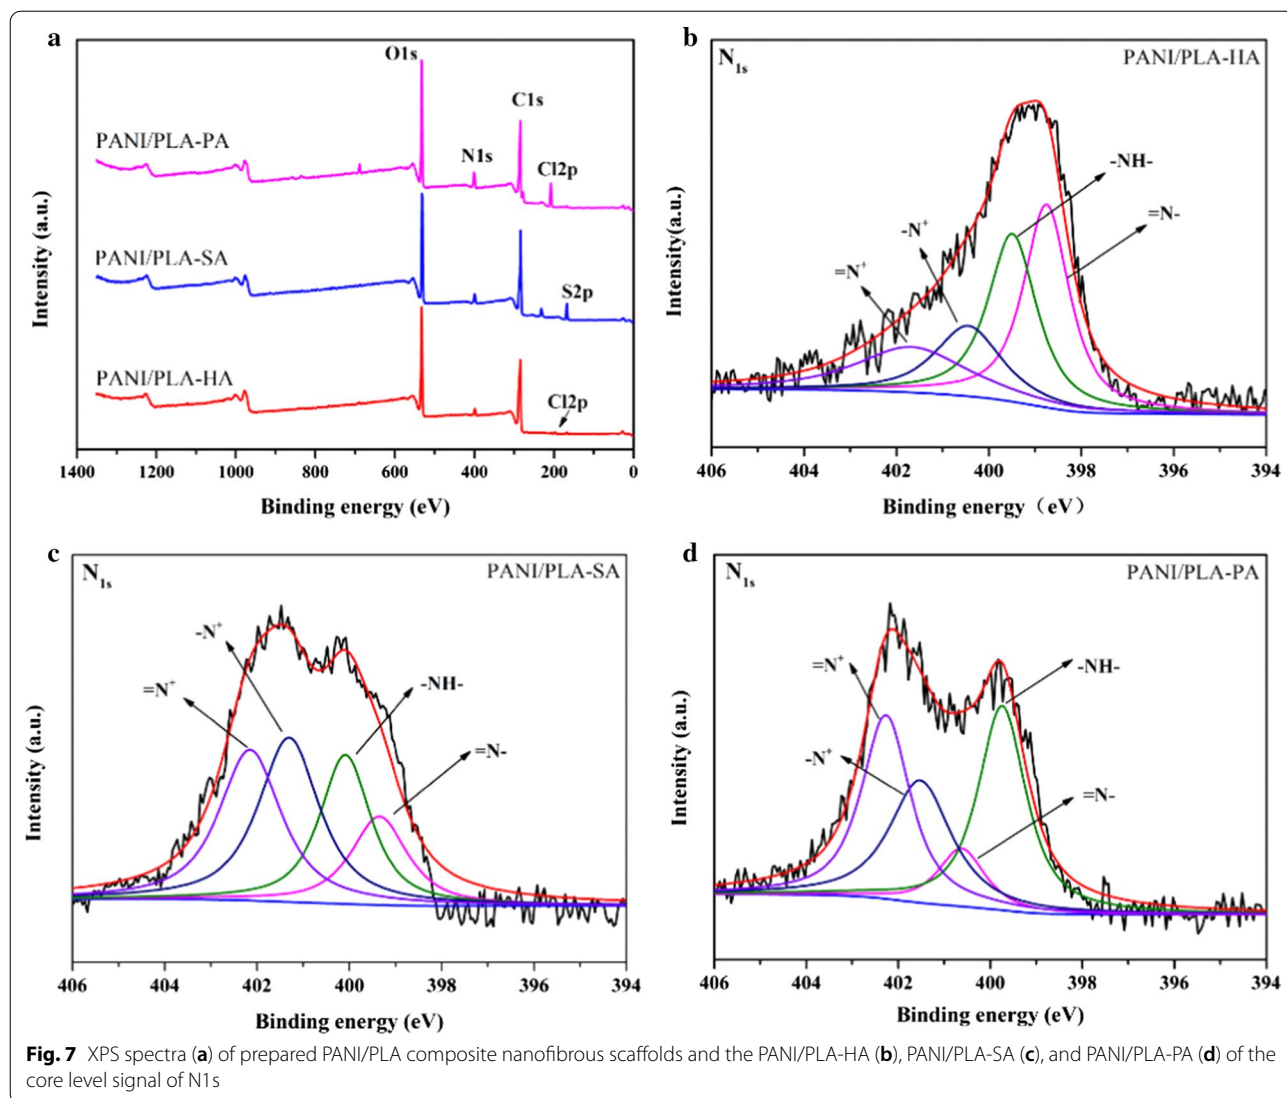 a
O1s
C1s
PANI/PLA-PA
N1s
Cl2p
PANI/PLA-SA
S2p
PANI/PLA-HA
Cl2p
Intensity (a.u.)
1400 1200 1000 800 600 400 200 0
Binding energy (eV)
b
N1s
PANI/PLA-HA
-NH-
-N+
=N-
=N+
Intensity(a.u.)
406 404 402 400 398 396 394
Binding energy（eV）
c
N1s
PANI/PLA-SA
-N+
=N+
-NH-
=N-
Intensity (a.u.)
406 404 402 400 398 396 394
Binding energy (eV)
d
N1s
PANI/PLA-PA
=N+
-NH-
-N+
=N-
Intensity (a.u.)
406 404 402 400 398 396 394
Binding energy (eV)
Fig. 7 XPS spectra (a) of prepared PANI/PLA composite nanofibrous scaffolds and the PANI/PLA-HA (b), PANI/PLA-SA (c), and PANI/PLA-PA (d) of the
core level signal of N1s